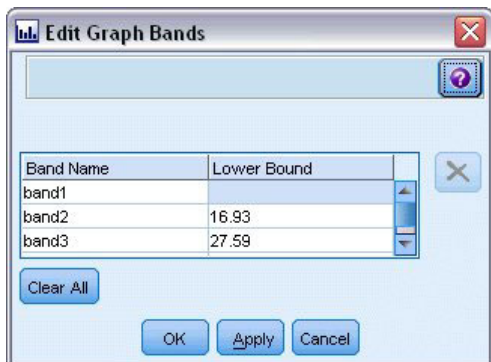 Edit Graph Bands
?
Band Name Lower Bound
band1
band2 16.93
band3 27.59
Clear All
OK Apply Cancel